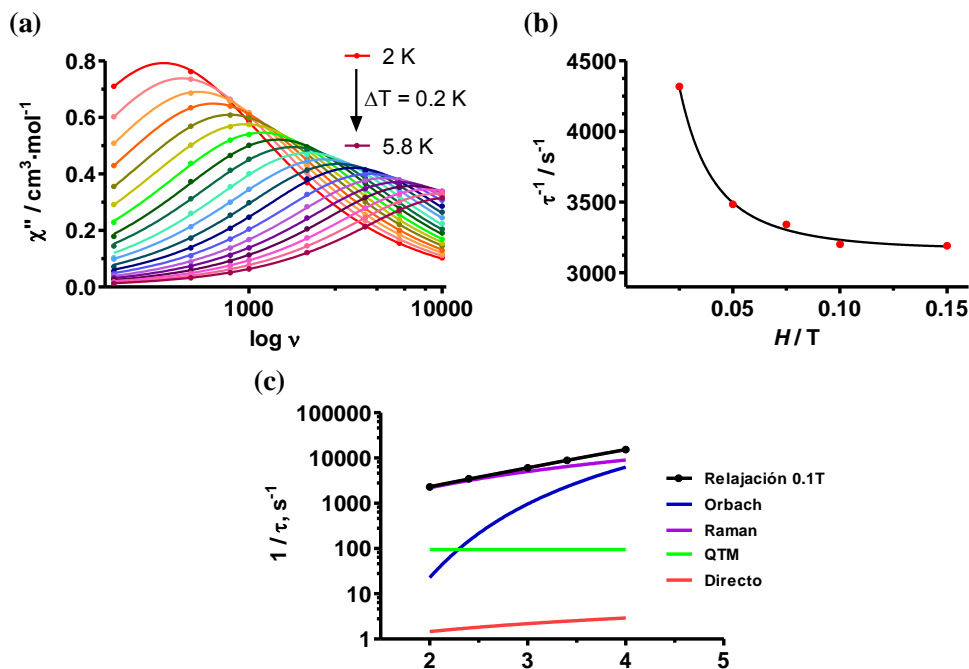 (a)
χ'' / cm³·mol⁻¹
0.8
0.6
0.4
0.2
0.0
1000
10000
log ν
2 K
ΔT = 0.2 K
5.8 K
(b)
τ⁻¹ / s⁻¹
4500
4000
3500
3000
0.05
0.10
0.15
H / T
(c)
1 / τ, s⁻¹
100000
10000
1000
100
10
1
2
3
4
5
Relajación 0.1T
Orbach
Raman
QTM
Directo